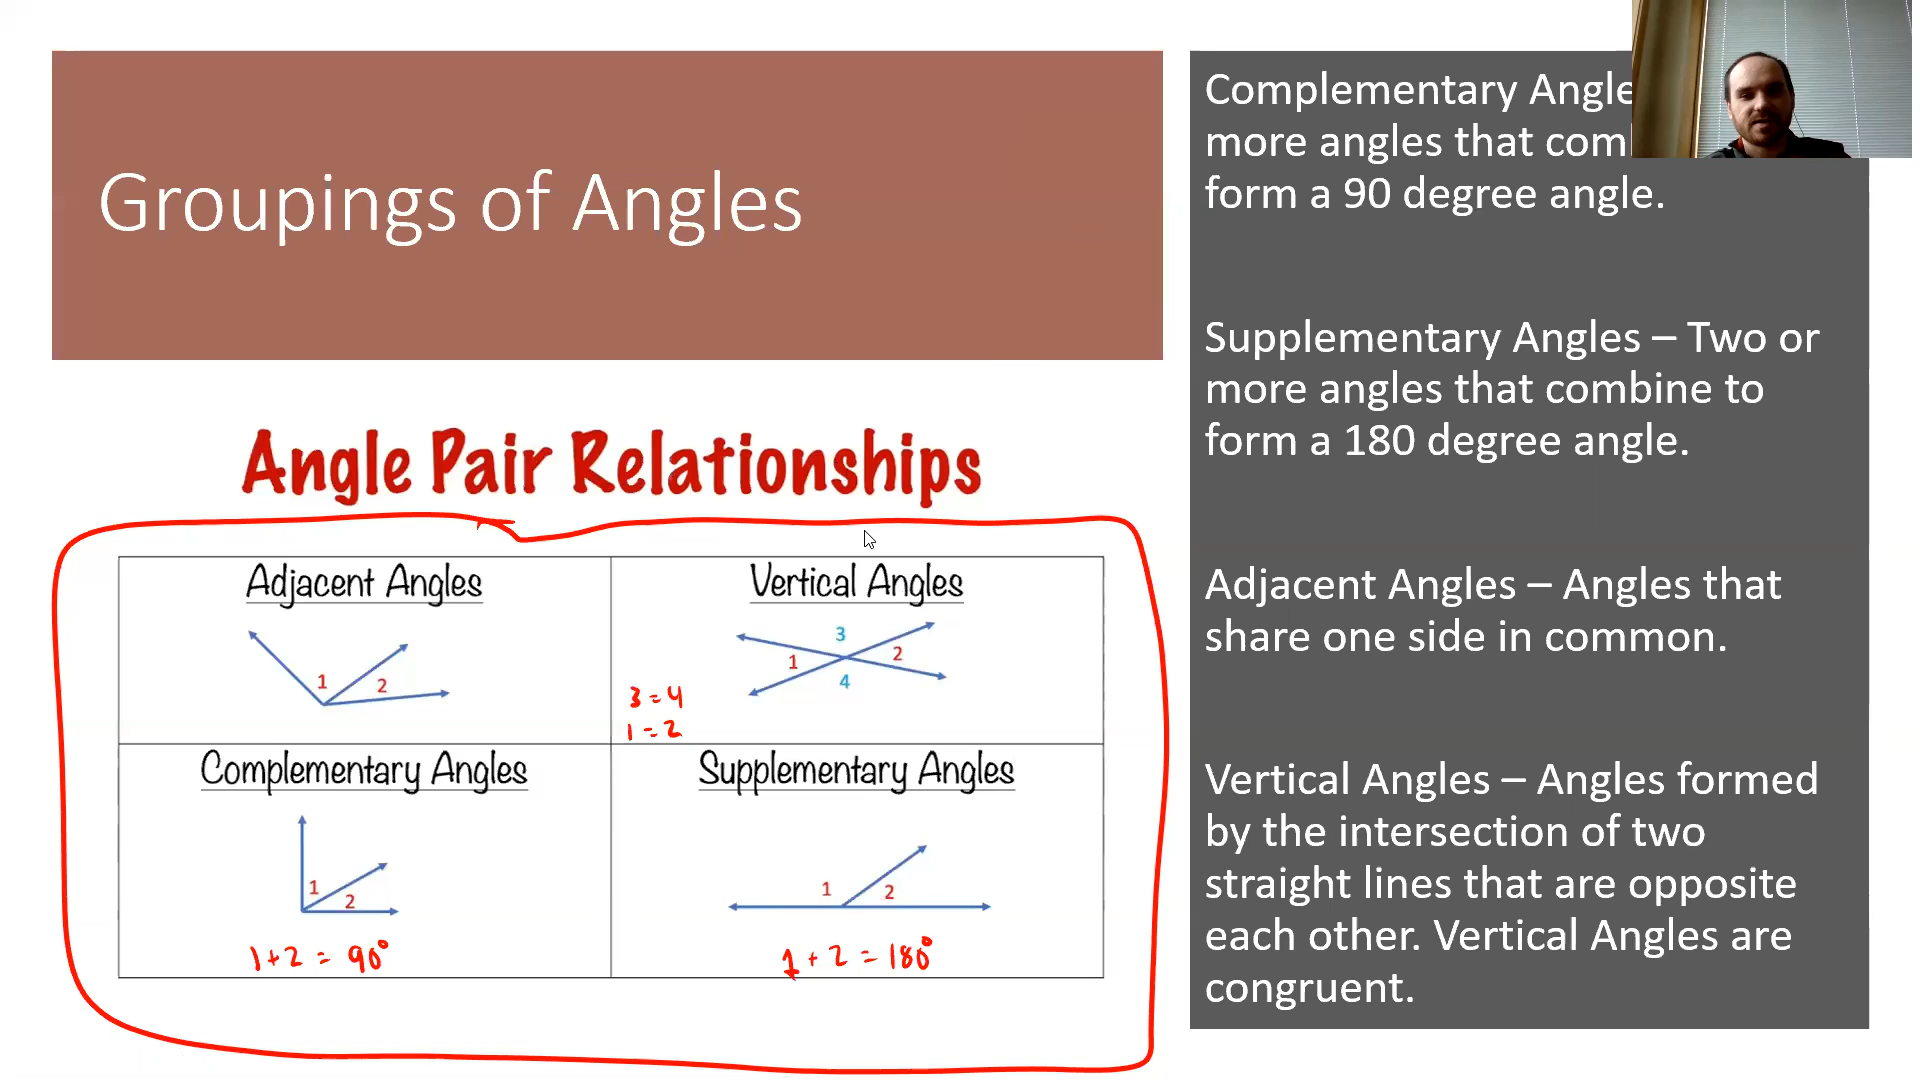 Groupings of Angles
Angle Pair Relationships
Adjacent Angles
1
2
Vertical Angles
3
1
2
4
3 = 4
1 = 2
Complementary Angles
1
2
1 + 2 = 90°
Supplementary Angles
1
2
1 + 2 = 180°
Complementary
more angles that
form a 90 degree angle.
Supplementary Angles – Two or
more angles that combine to
form a 180 degree angle.
Adjacent Angles – Angles that
share one side in common.
Vertical Angles – Angles formed
by the intersection of two
straight lines that are opposite
each other. Vertical Angles are
congruent.